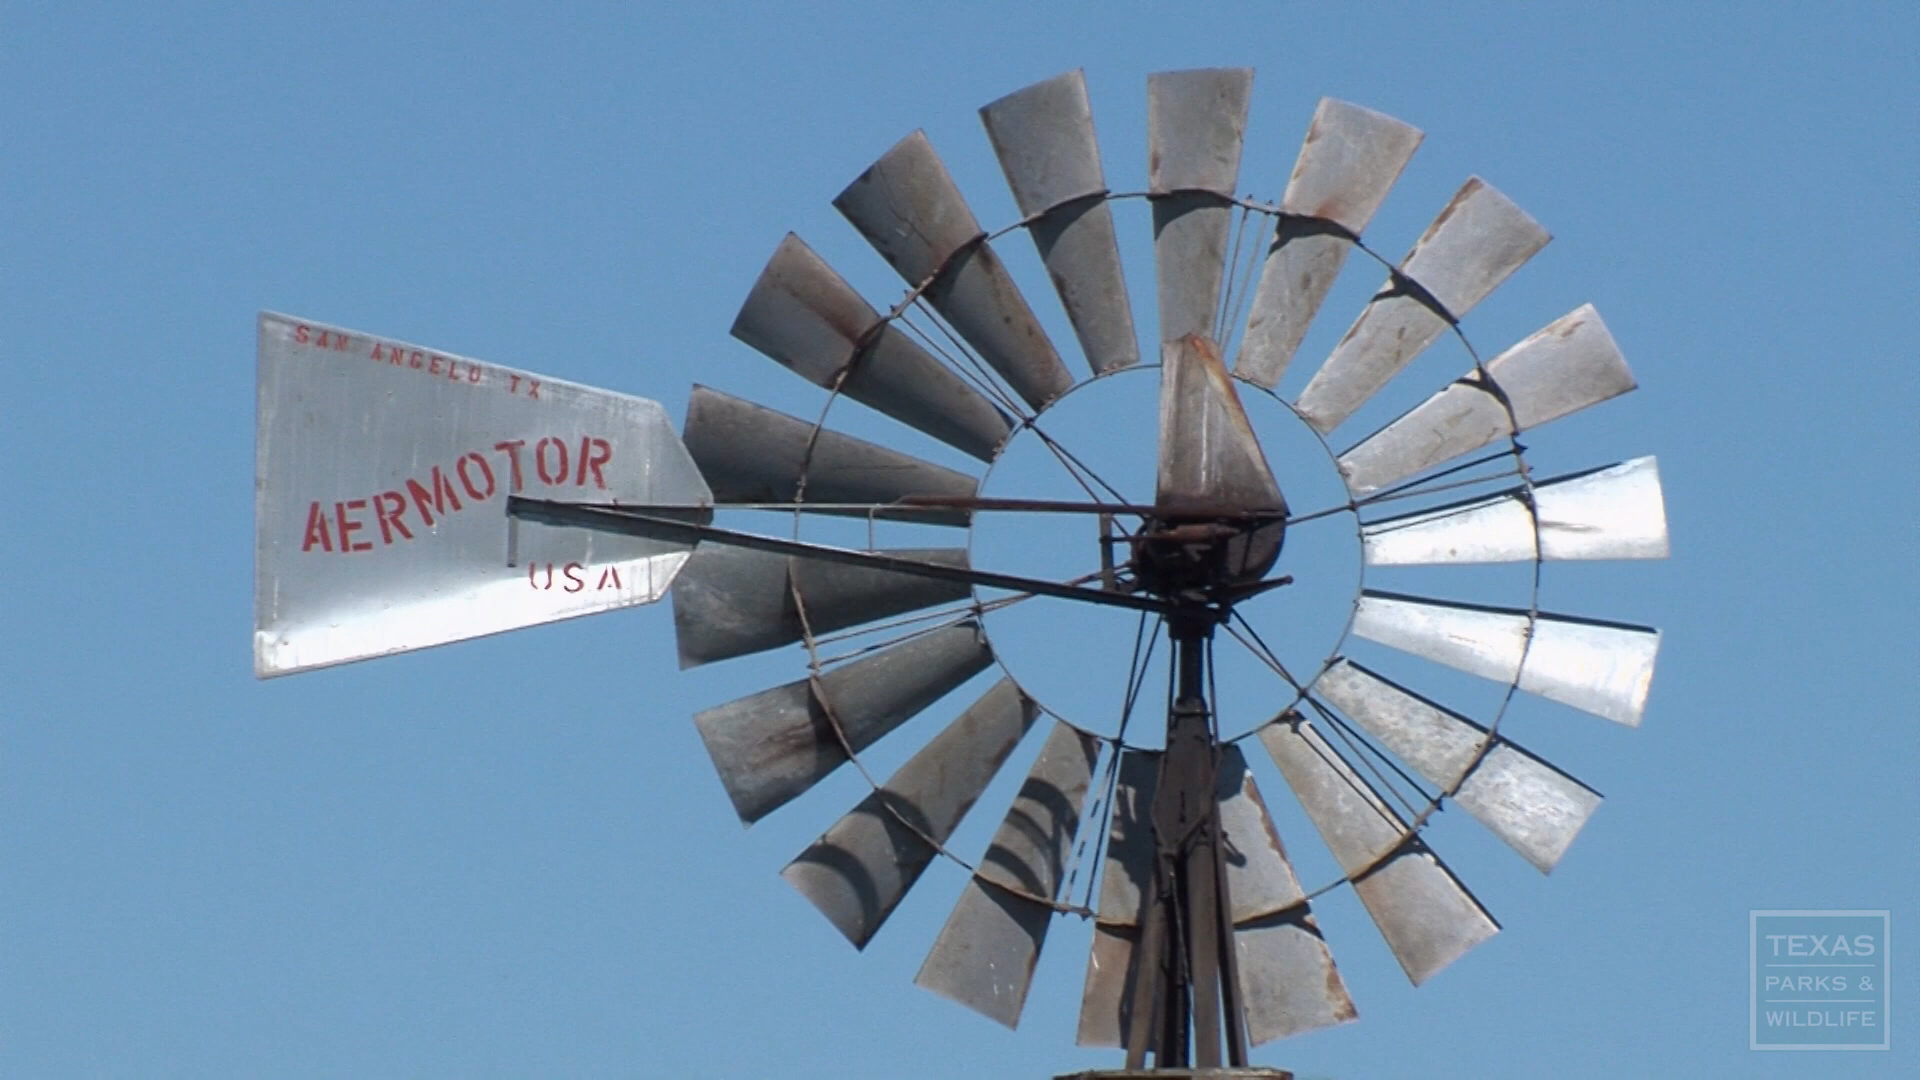 SAN ANGELO TX
AERMOTOR
USA
TEXAS
PARKS &
WILDLIFE